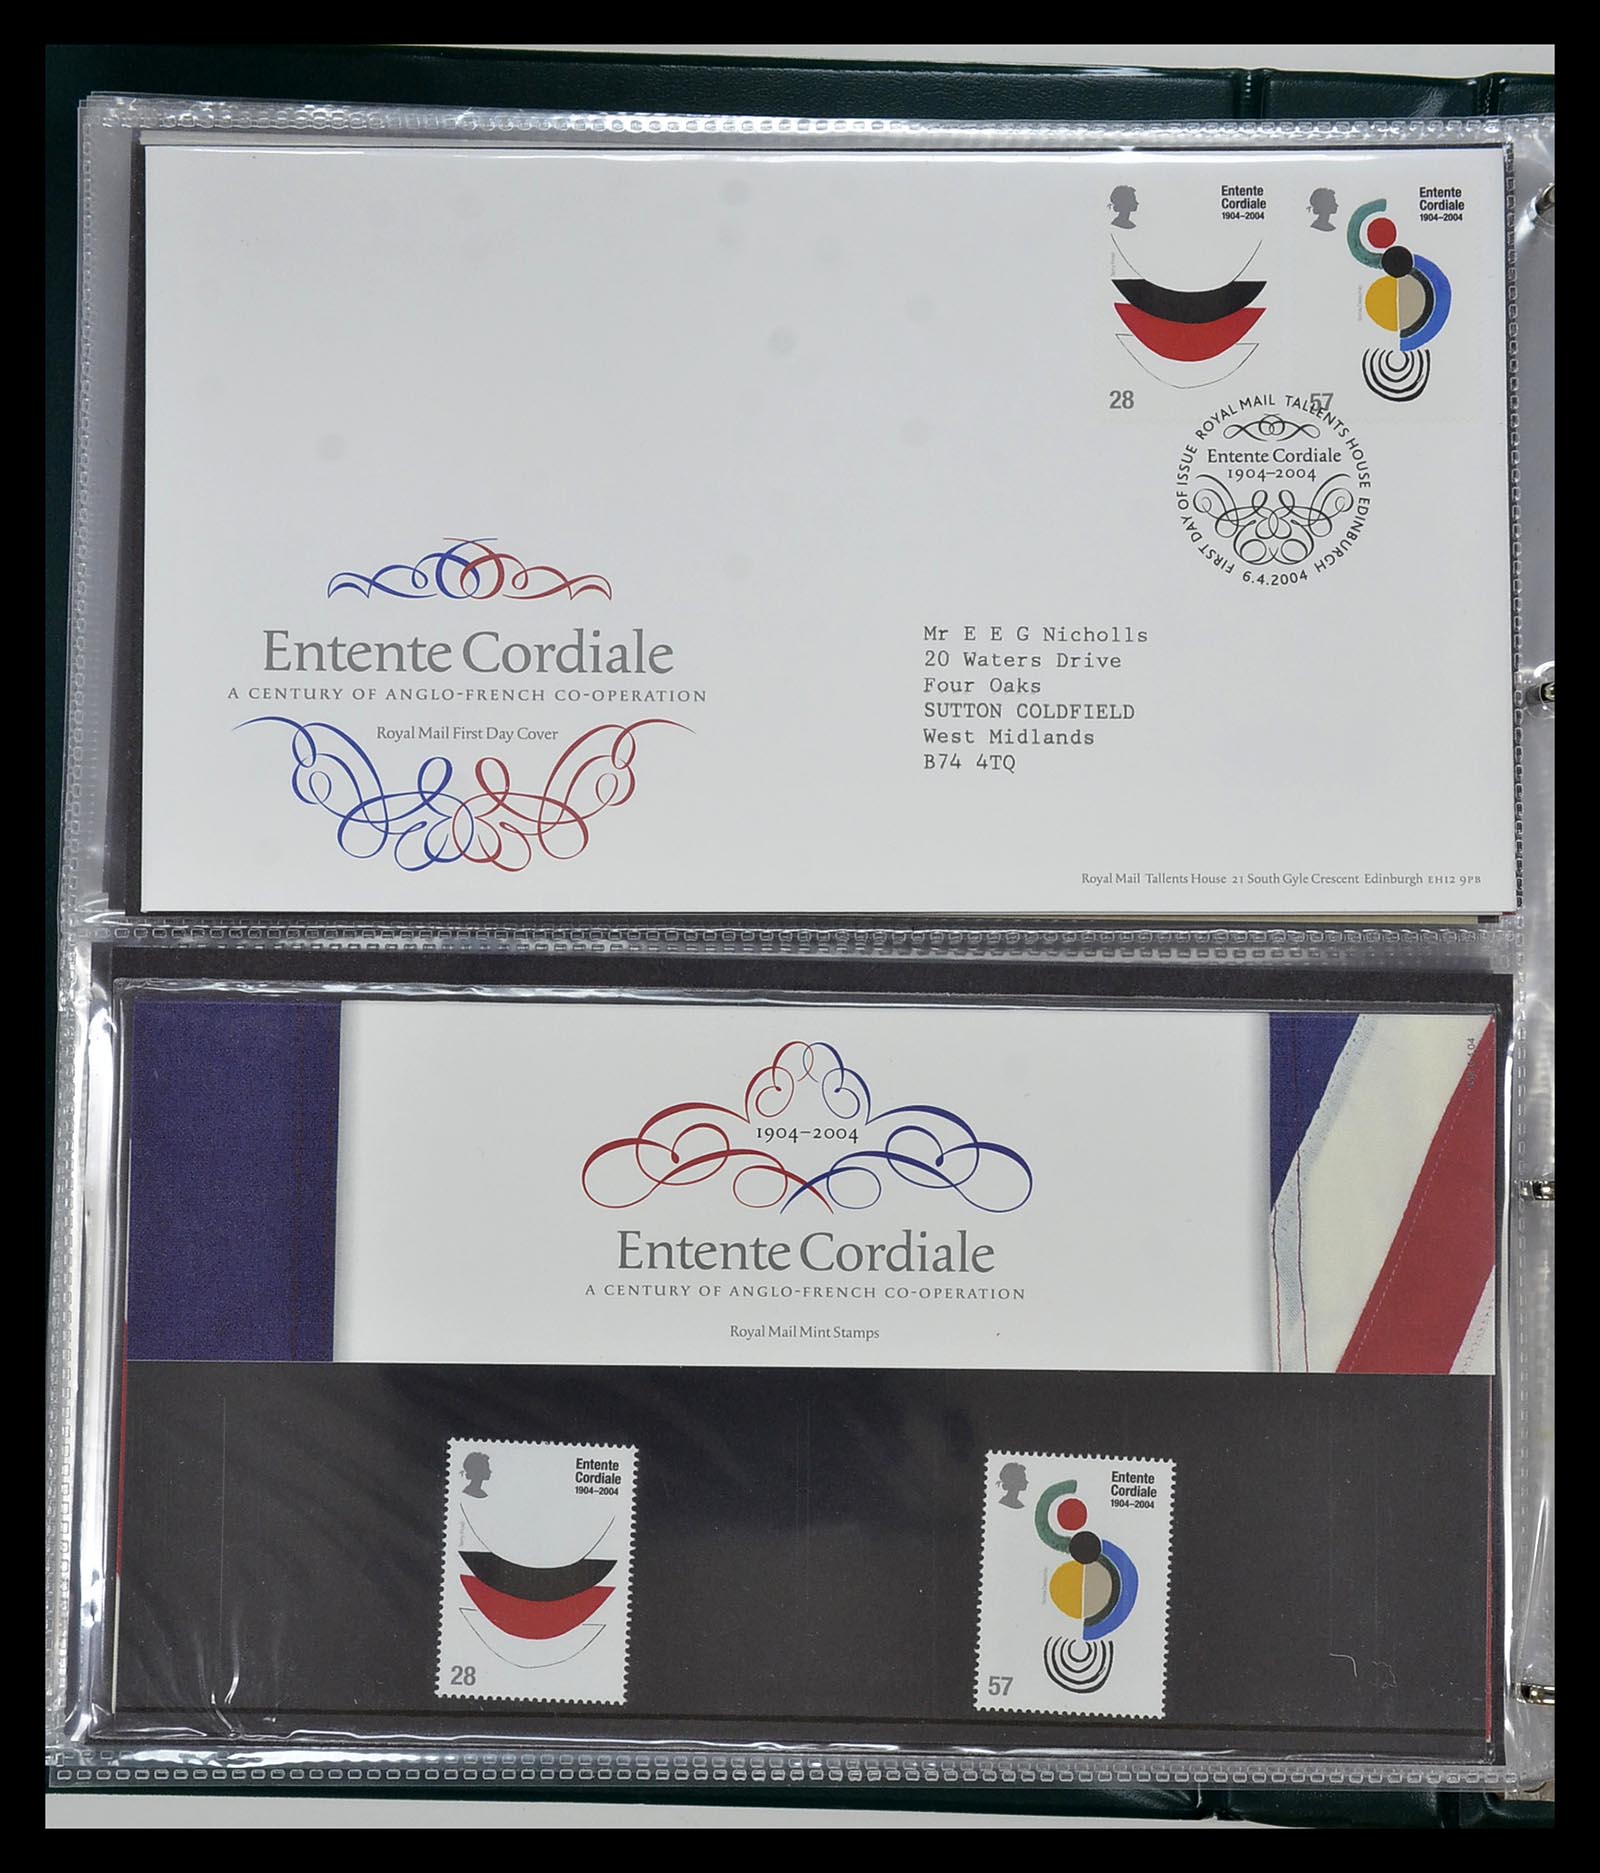 Entente
Cordiale
1904–2004
28
Entente
Cordiale
1904–2004
57
FIRST DAY OF ISSUE ROYAL MAIL TALLENTS HOUSE EDINBURGH
Entente Cordiale
1904–2004
6.4.2004
Entente Cordiale
A CENTURY OF ANGLO-FRENCH CO-OPERATION
Royal Mail First Day Cover
Mr E E G Nicholls
20 Waters Drive
Four Oaks
SUTTON COLDFIELD
West Midlands
B74 4TQ
Royal Mail Tallents House 21 South Gyle Crescent Edinburgh EH12 9PB
1904–2004
Entente Cordiale
A CENTURY OF ANGLO-FRENCH CO-OPERATION
Royal Mail Mint Stamps
Entente
Cordiale
1904–2004
28
Entente
Cordiale
1904–2004
57